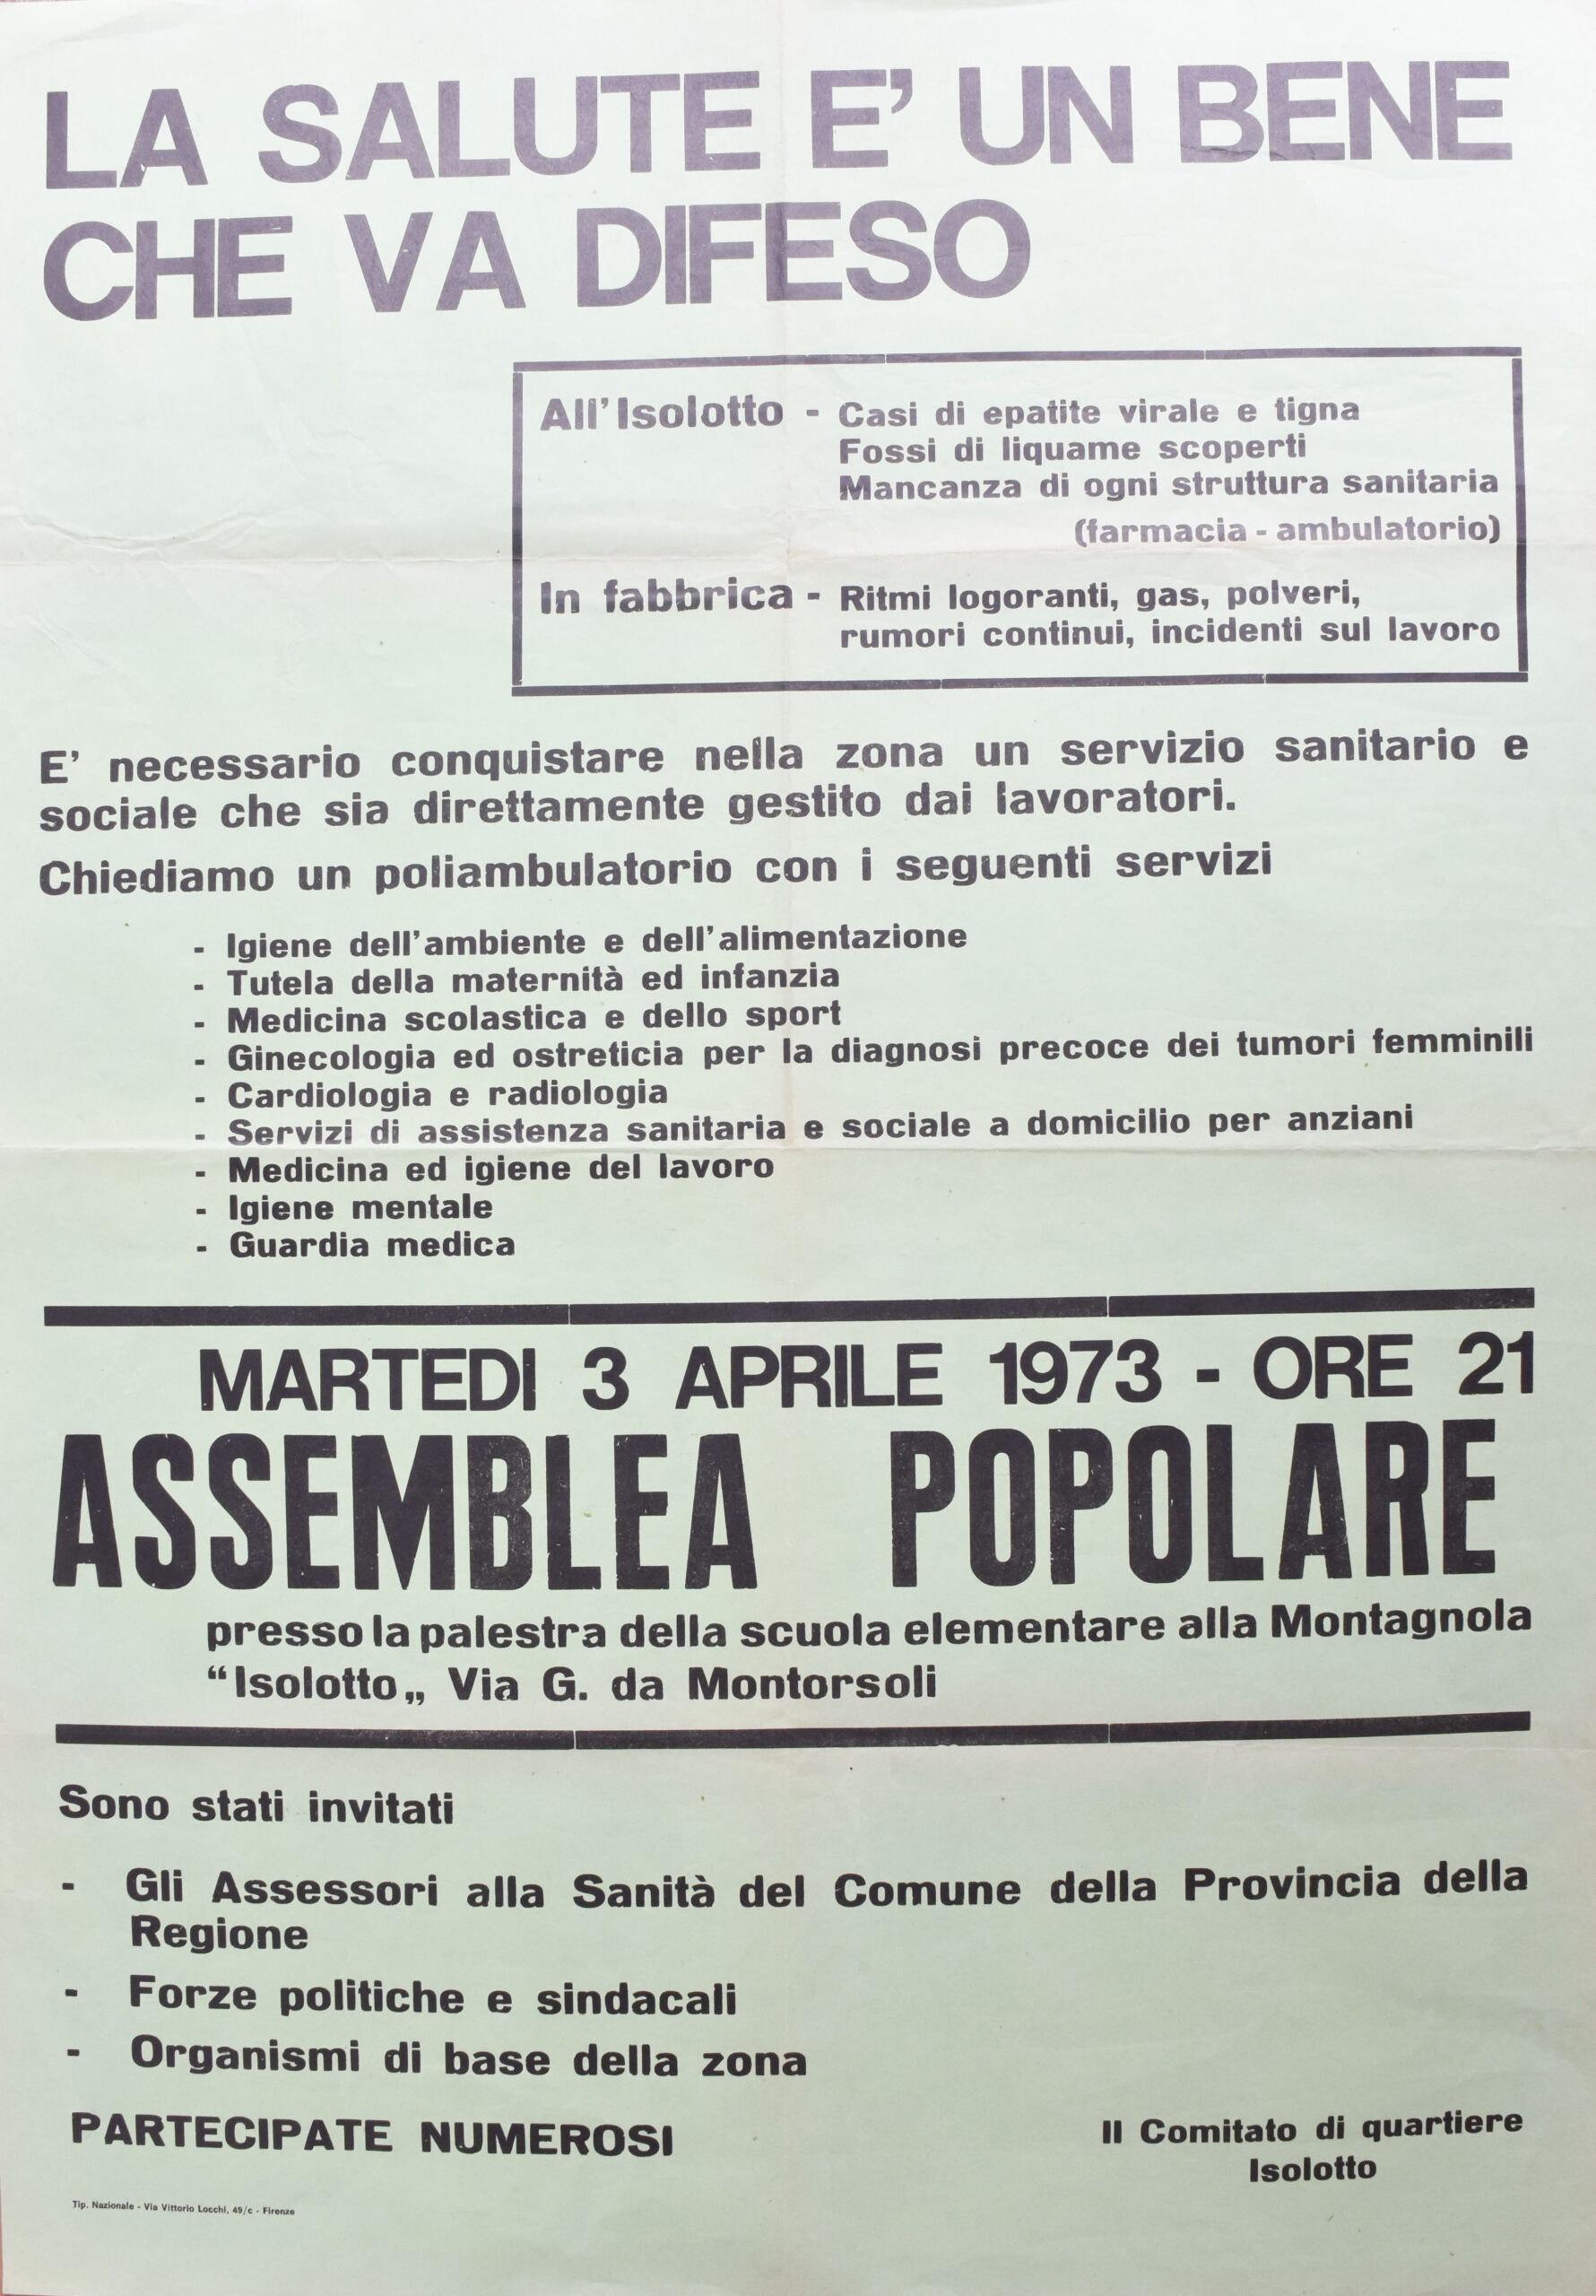 LA SALUTE E' UN BENE
CHE VA DIFESO
All'Isolotto - Casi di epatite virale e tigna
Fossi di liquame scoperti
Mancanza di ogni struttura sanitaria
(farmacia - ambulatorio)
In fabbrica - Ritmi logoranti, gas, polveri,
rumori continui, incidenti sul lavoro
E' necessario conquistare nella zona un servizio sanitario e
sociale che sia direttamente gestito dai lavoratori.
Chiediamo un poliambulatorio con i seguenti servizi
- Igiene dell'ambiente e dell'alimentazione
- Tutela della maternità ed infanzia
- Medicina scolastica e dello sport
- Ginecologia ed ostreticia per la diagnosi precoce dei tumori femminili
- Cardiologia e radiologia
- Servizi di assistenza sanitaria e sociale a domicilio per anziani
- Medicina ed igiene del lavoro
- Igiene mentale
- Guardia medica
MARTEDI 3 APRILE 1973 - ORE 21
ASSEMBLEA POPOLARE
presso la palestra della scuola elementare alla Montagnola
“Isolotto„ Via G. da Montorsoli
Sono stati invitati
- Gli Assessori alla Sanità del Comune della Provincia della
Regione
- Forze politiche e sindacali
- Organismi di base della zona
PARTECIPATE NUMEROSI
Il Comitato di quartiere
Isolotto
Tip. Nazionale - Via Vittorio Locchi, 49/c - Firenze